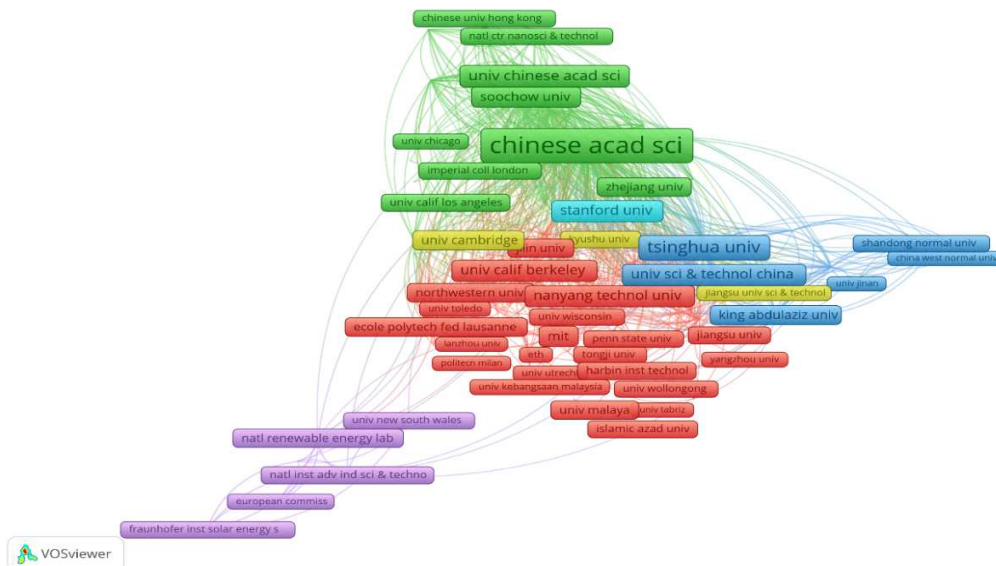 chinese univ hong kong
natl ctr nanosci & technol
univ chinese acad sci
soochow univ
univ chicago
chinese acad sci
imperial coll london
zhejiang univ
univ calif los angeles
stanford univ
univ cambridge
kyushu univ
jilin univ
tsinghua univ
shandong normal univ
china west normal univ
univ calif berkeley
univ sci & technol china
univ jinan
northwestern univ
nanyang technol univ
jiangsu univ sci & technol
univ toledo
univ wisconsin
king abdulaziz univ
ecole polytech fed lausanne
mit
penn state univ
jiangsu univ
lanzhou univ
eth
tongji univ
yangzhou univ
politecn milan
univ utrecht
harbin inst technol
univ kebangsaan malaysia
univ wollongong
univ malaya
univ tabriz
univ new south wales
islamic azad univ
natl renewable energy lab
natl inst adv ind sci & techno
european commiss
fraunhofer inst solar energy s
VOSviewer